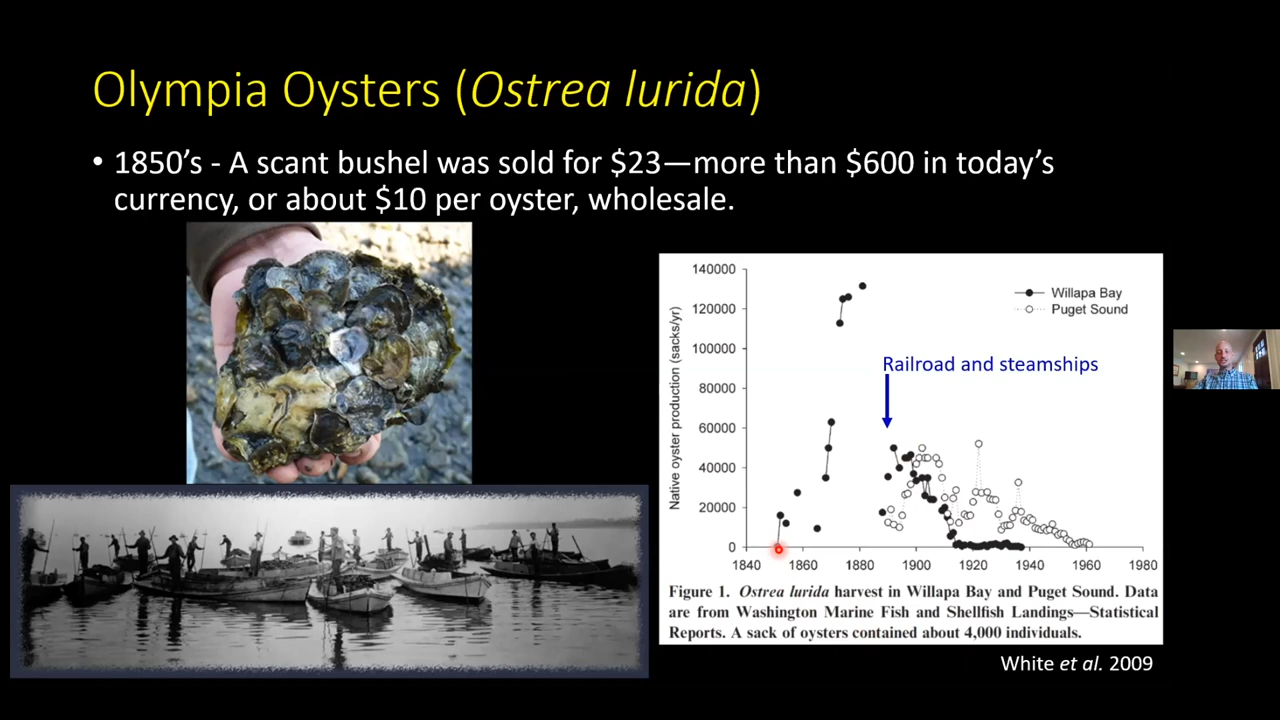 Olympia Oysters (Ostrea lurida)
• 1850’s - A scant bushel was sold for $23—more than $600 in today’s
currency, or about $10 per oyster, wholesale.
140000
120000
100000
80000
60000
40000
20000
0
Native oyster production (sacks/yr)
Willapa Bay
Puget Sound
Railroad and steamships
1840 1860 1880 1900 1920 1940 1960 1980
Figure 1. Ostrea lurida harvest in Willapa Bay and Puget Sound. Data
are from Washington Marine Fish and Shellfish Landings—Statistical
Reports. A sack of oysters contained about 4,000 individuals.
White et al. 2009